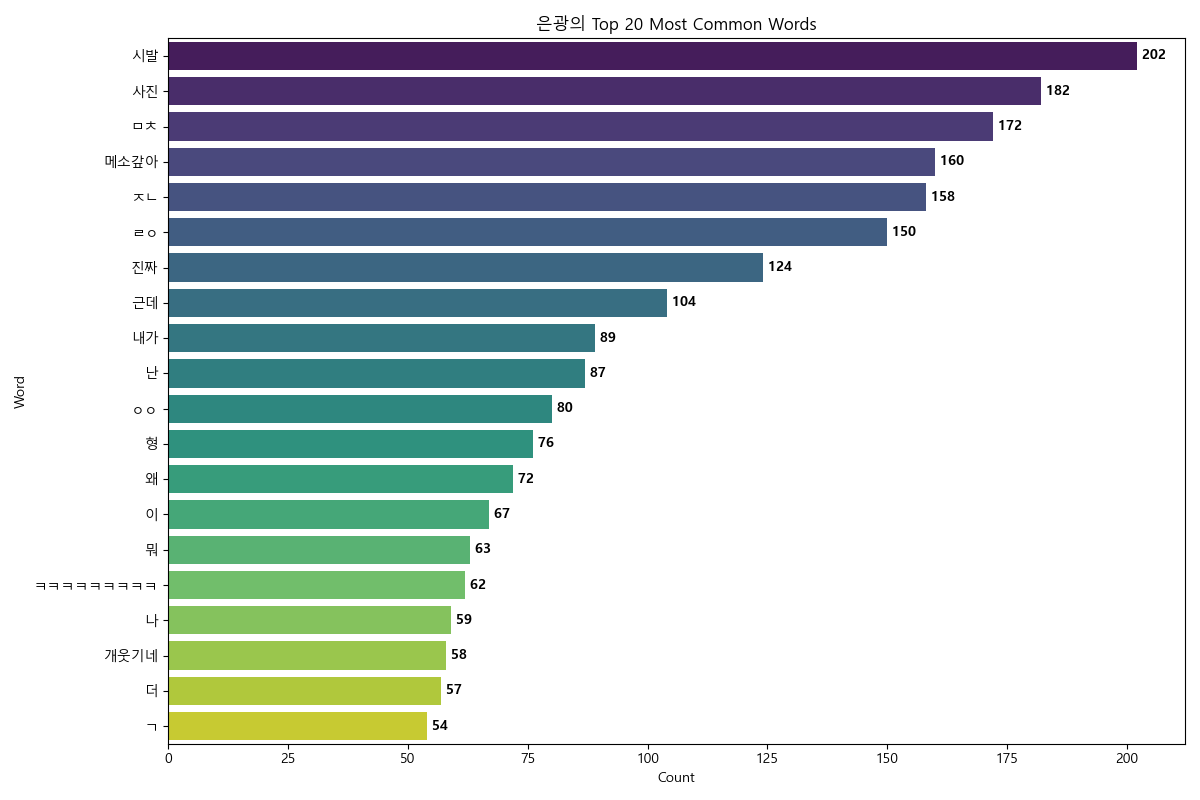 은광의 Top 20 Most Common Words
시발 202
사진 182
ㅁㅊ 172
메소갚아 160
ㅈㄴ 158
ㄹㅇ 150
진짜 124
근데 104
내가 89
난 87
ㅇㅇ 80
형 76
왜 72
이 67
뭐 63
ㅋㅋㅋㅋㅋㅋㅋㅋㅋ 62
나 59
개웃기네 58
더 57
ㄱ 54
Word
0 25 50 75 100 125 150 175 200
Count